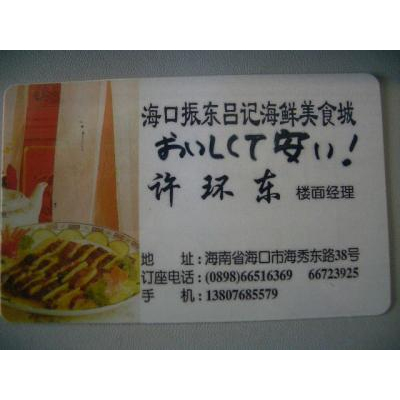 海口振东吕记海鲜美食城
おいしくて安い!
许环东 楼面经理
地 址:海南省海口市海秀东路38号
订座电话:(0898)66516369 66723925
手 机:13807685579